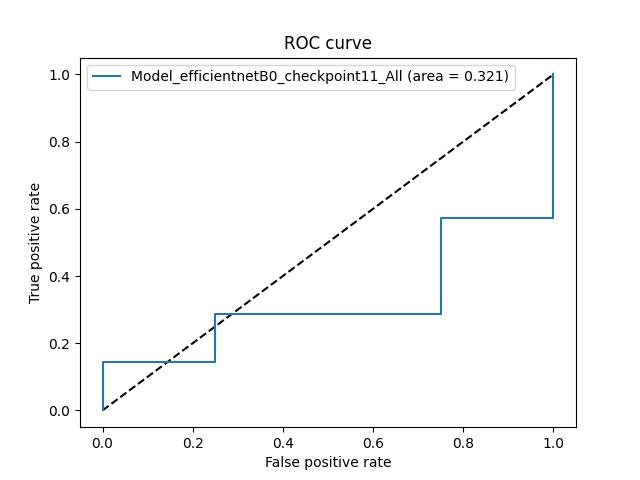 ROC curve
Model_efficientnetB0_checkpoint11_All (area = 0.321)
1.0
0.8
0.6
0.4
0.2
0.0
True positive rate
0.0 0.2 0.4 0.6 0.8 1.0
False positive rate